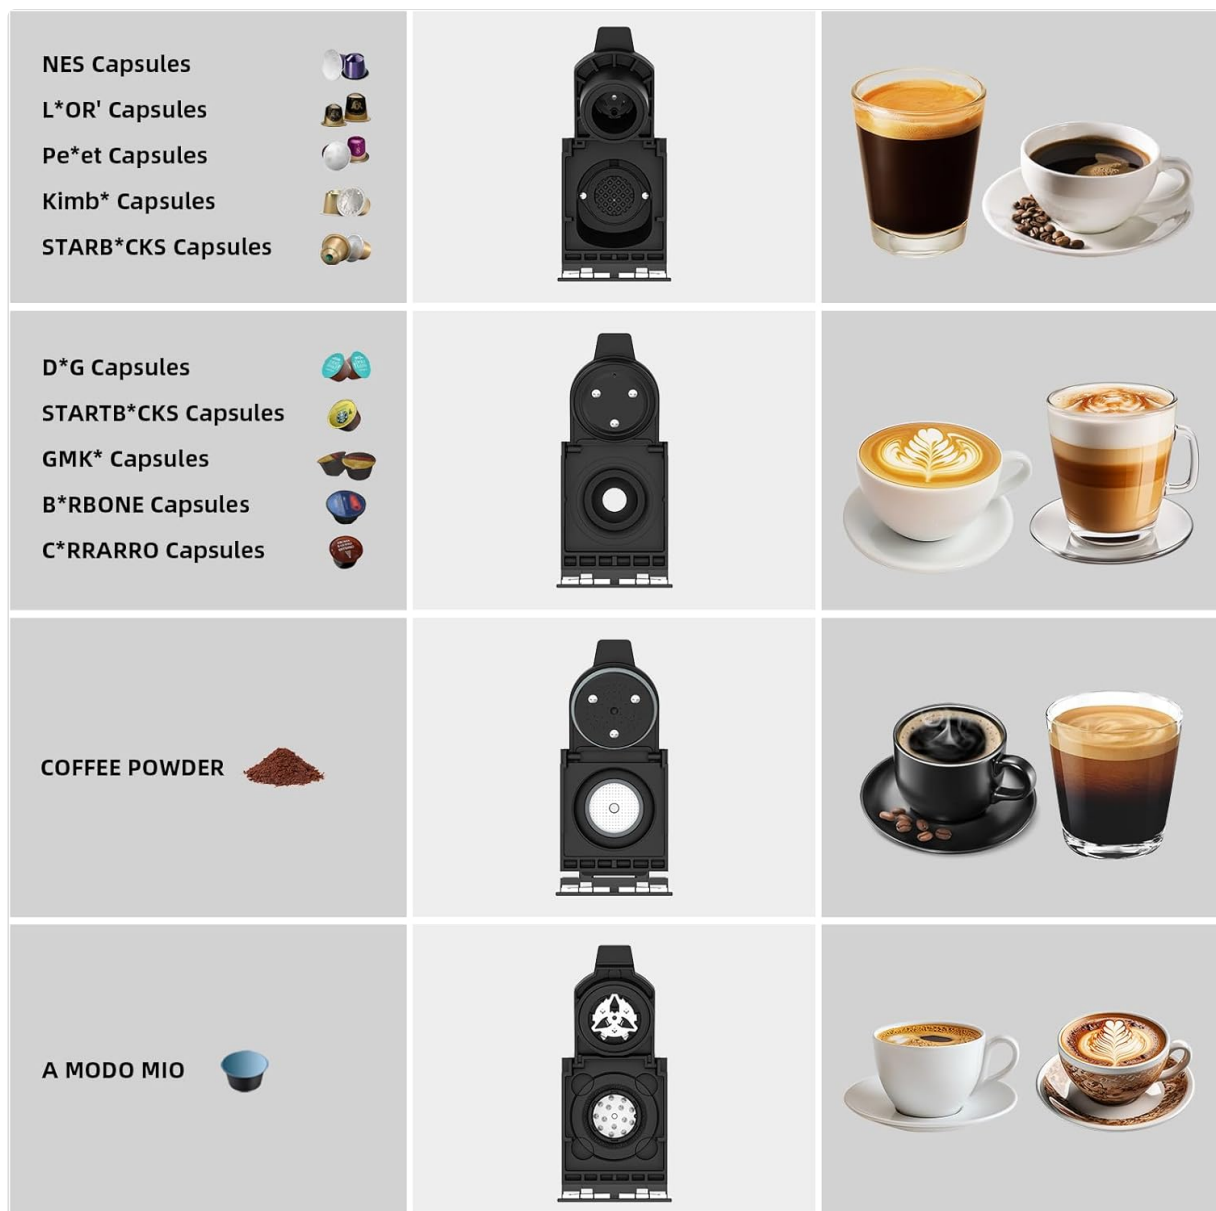 NES Capsules
L*OR' Capsules
Pe*et Capsules
Kimb* Capsules
STARB*CKS Capsules
D*G Capsules
STARTB*CKS Capsules
GMK* Capsules
B*RBONE Capsules
C*RRARRO Capsules
COFFEE POWDER
A MODO MIO